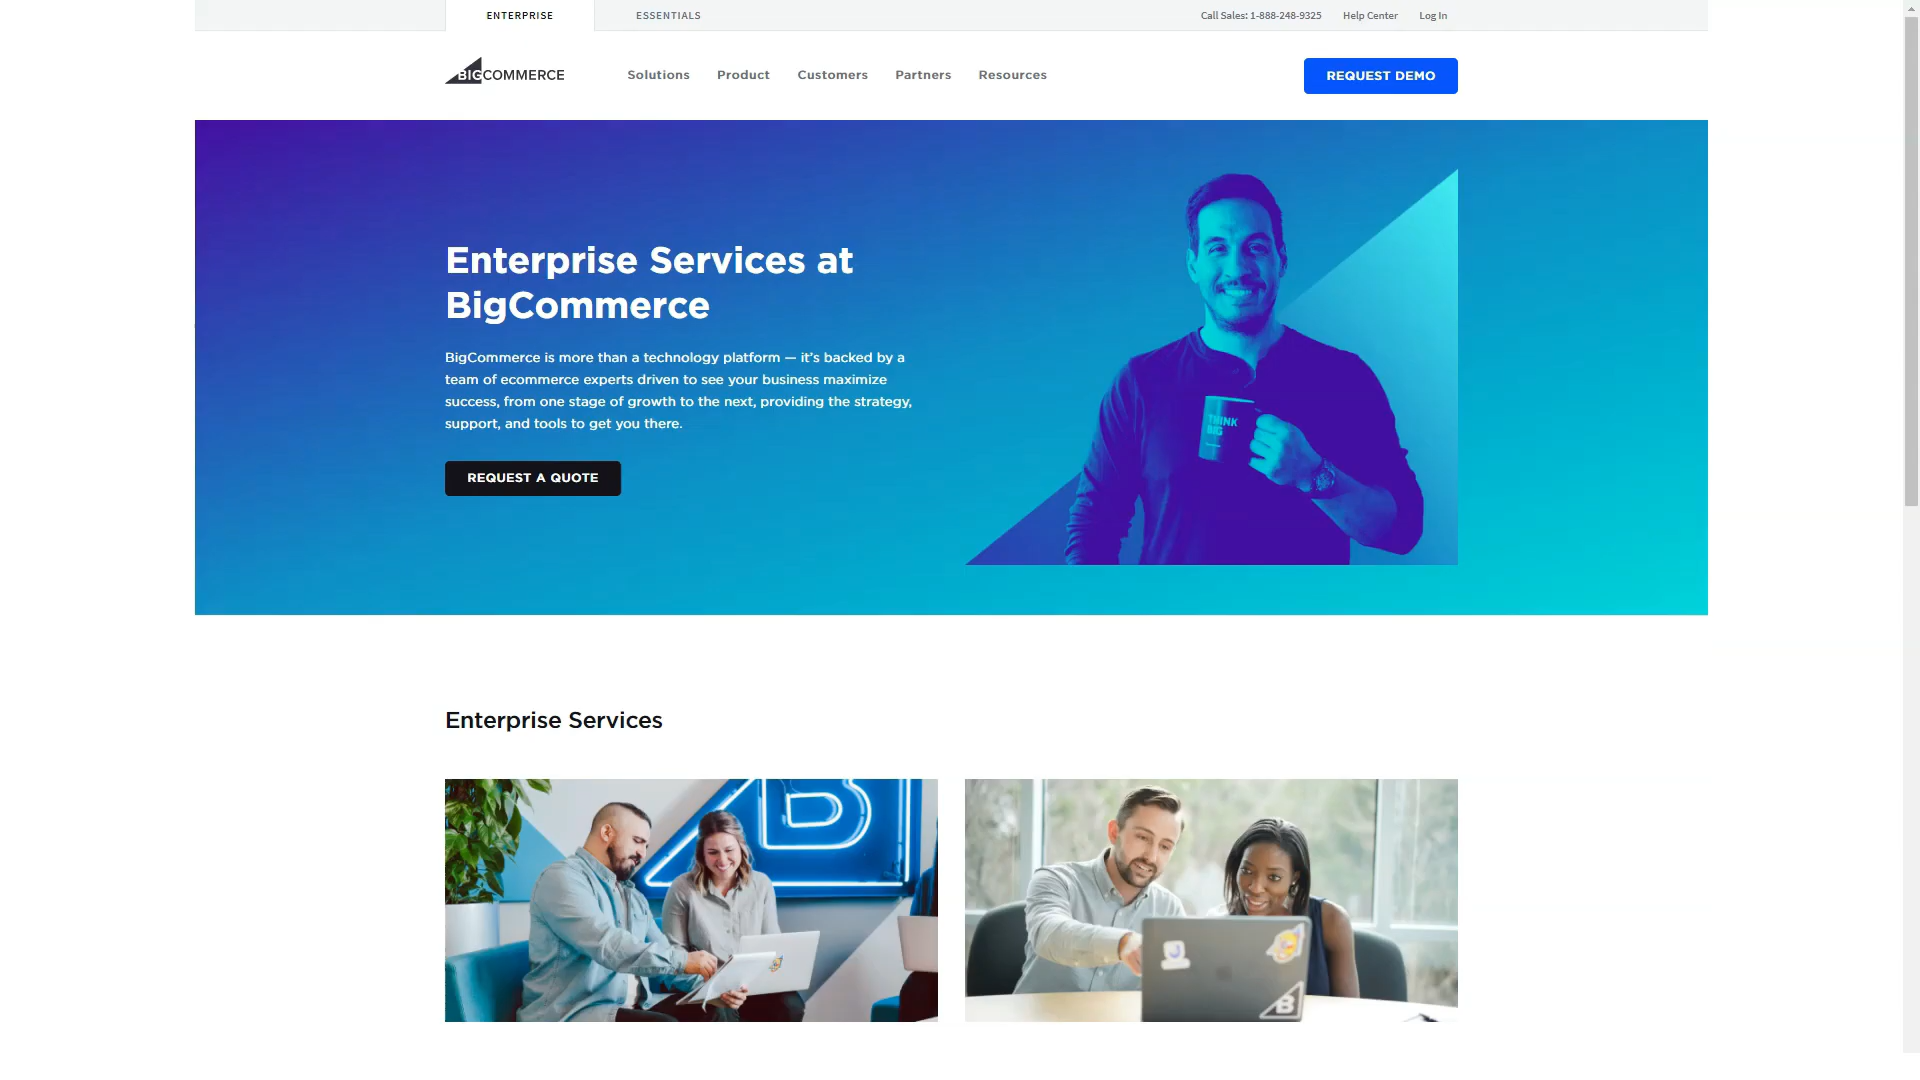 ENTERPRISE
ESSENTIALS
Call Sales: 1-888-248-9325
Help Center
Log In
BIGCOMMERCE
Solutions
Product
Customers
Partners
Resources
REQUEST DEMO
Enterprise Services at
BigCommerce
BigCommerce is more than a technology platform — it's backed by a
team of ecommerce experts driven to see your business maximize
success, from one stage of growth to the next, providing the strategy,
support, and tools to get you there.
REQUEST A QUOTE
THINK
BIG
Enterprise Services
B
B